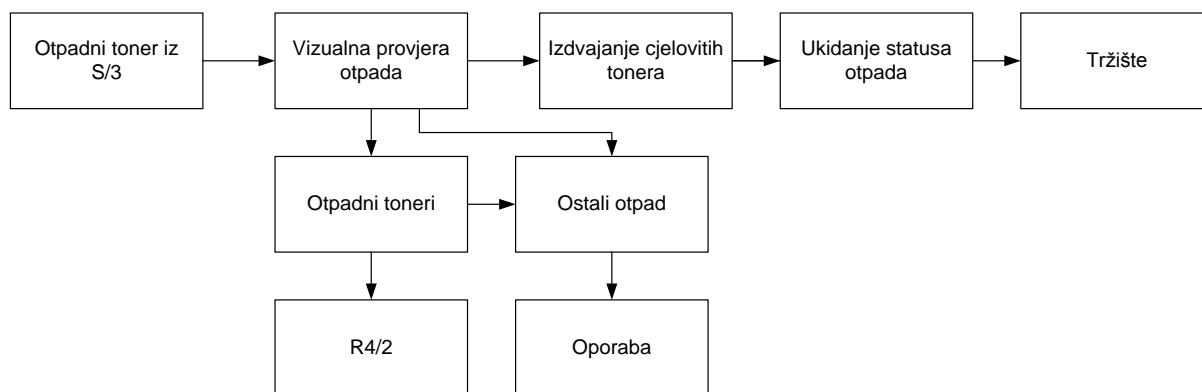 Otpadni toner iz
S/3
Vizualna provjera
otpada
Izdvajanje cjelovitih
tonera
Ukidanje statusa
otpada
Tržište
Otpadni toneri
Ostali otpad
R4/2
Oporaba